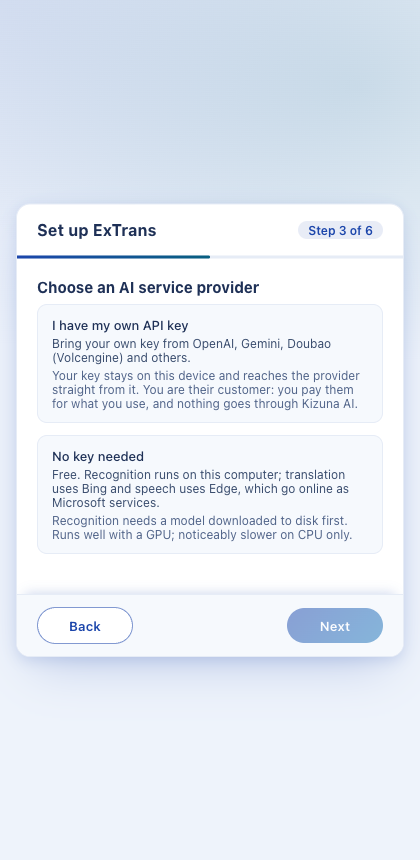 Set up ExTrans
Step 3 of 6
Choose an AI service provider
I have my own API key
Bring your own key from OpenAI, Gemini, Doubao
(Volcengine) and others.
Your key stays on this device and reaches the provider
straight from it. You are their customer: you pay them
for what you use, and nothing goes through Kizuna AI.
No key needed
Free. Recognition runs on this computer; translation
uses Bing and speech uses Edge, which go online as
Microsoft services.
Recognition needs a model downloaded to disk first.
Runs well with a GPU; noticeably slower on CPU only.
Back
Next